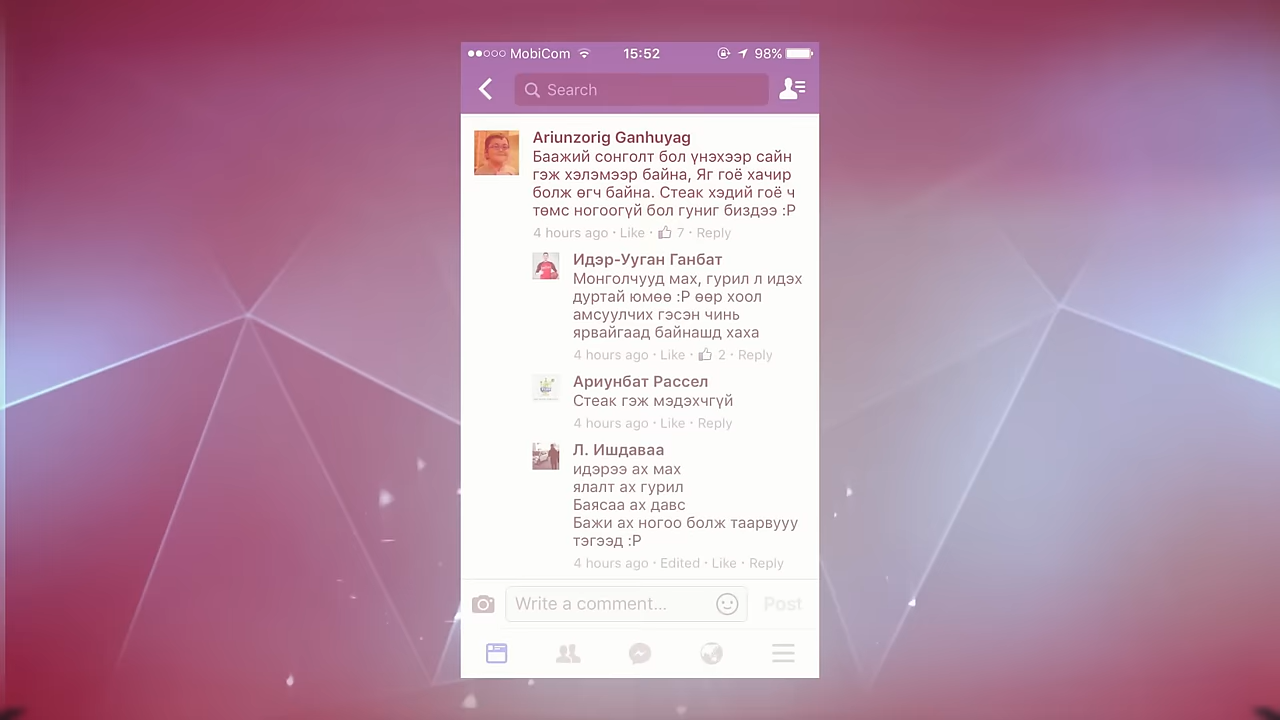 MobiCom 15:52 98%
Search
Ariunzorig Ganhuyag
Баажий сонголт бол үнэхээр сайн
гэж хэлэмээр байна, Яг гоё хачир
болж өгч байна. Стеак хэдий гоё ч
төмс ногоогүй бол гуниг биздээ :P
4 hours ago · Like · 7 · Reply
Идэр-Ууган Ганбат
Монголчууд мах, гурил л идэх
дуртай юмөө :P өөр хоол
амсуулчих гэсэн чинь
ярвайгаад байнашд хаха
4 hours ago · Like · 2 · Reply
Ариунбат Рассел
Стеак гэж мэдэхчгүй
4 hours ago · Like · Reply
Л. Ишдаваа
идэрээ ах мах
ялалт ах гурил
Баясаа ах давс
Бажи ах ногоо болж таарвууу
тэгээд :P
4 hours ago · Edited · Like · Reply
Write a comment... Post